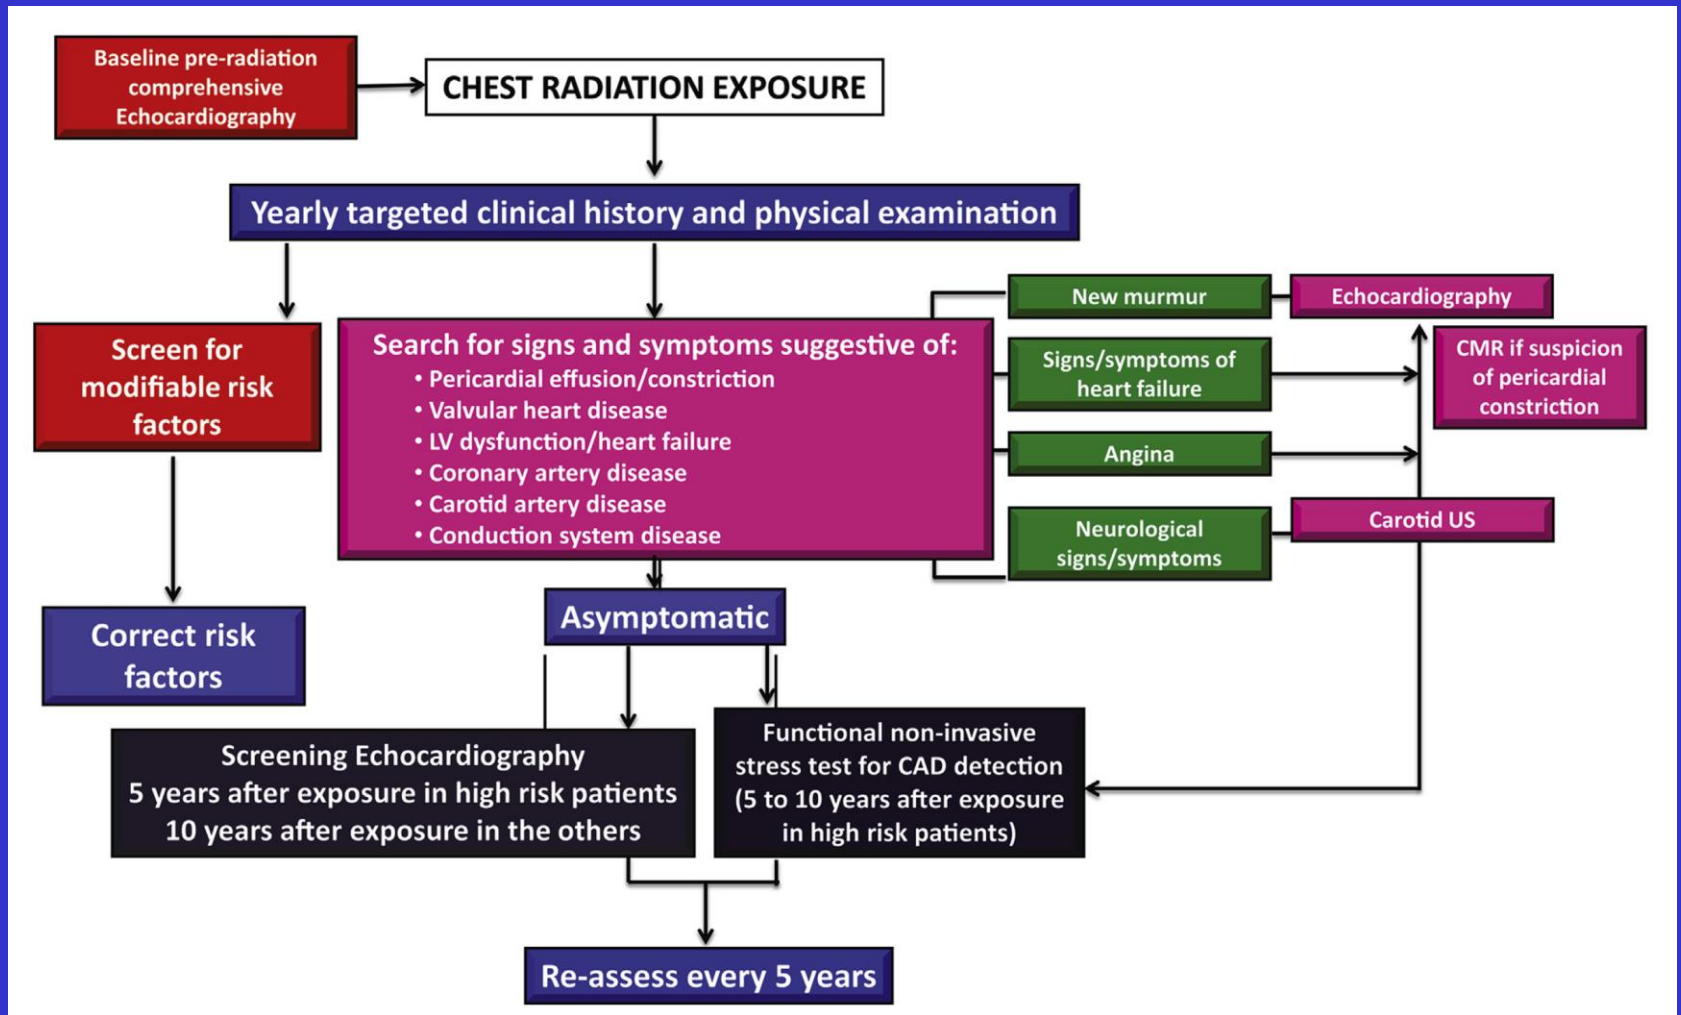 Baseline pre-radiation
comprehensive
Echocardiography
CHEST RADIATION EXPOSURE
Yearly targeted clinical history and physical examination
Screen for
modifiable risk
factors
Correct risk
factors
Search for signs and symptoms suggestive of:
• Pericardial effusion/constriction
• Valvular heart disease
• LV dysfunction/heart failure
• Coronary artery disease
• Carotid artery disease
• Conduction system disease
New murmur
Echocardiography
Signs/symptoms of
heart failure
CMR if suspicion
of pericardial
constriction
Angina
Neurological
signs/symptoms
Carotid US
Asymptomatic
Screening Echocardiography
5 years after exposure in high risk patients
10 years after exposure in the others
Functional non-invasive
stress test for CAD detection
(5 to 10 years after exposure
in high risk patients)
Re-assess every 5 years